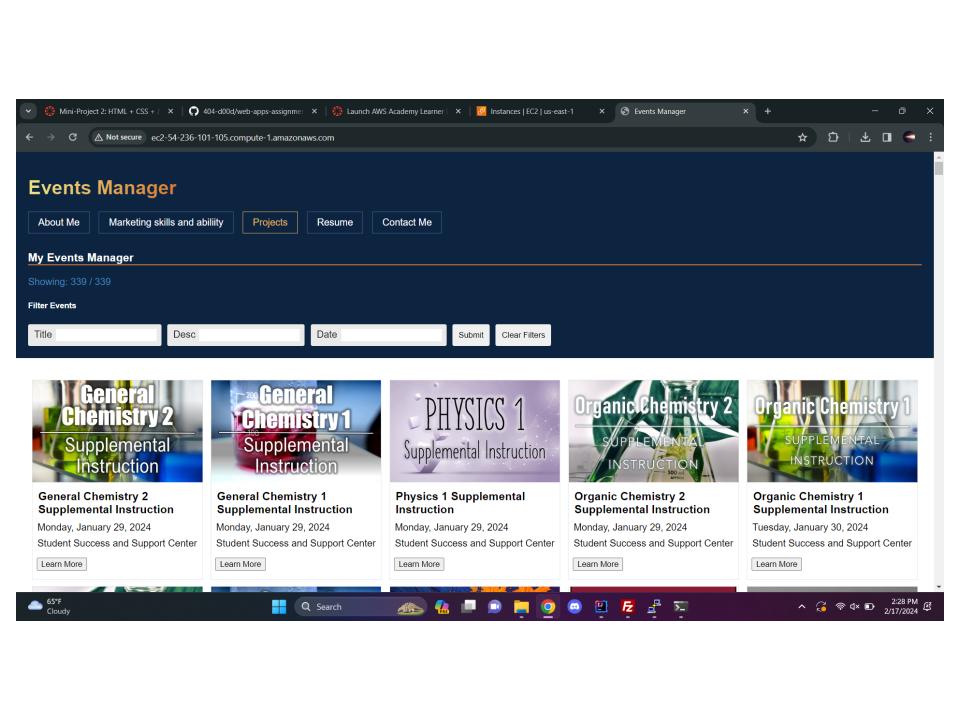 Mini-Project 2: HTML + CSS +
404-d00d/web-apps-assignme
Launch AWS Academy Learner
Instances | EC2 | us-east-1
Events Manager
Not secure
ec2-54-236-101-105.compute-1.amazonaws.com
Events Manager
About Me
Marketing skills and abiliity
Projects
Resume
Contact Me
My Events Manager
Showing: 339 / 339
Filter Events
Title
Desc
Date
Submit
Clear Filters
General
Chemistry 2
Supplemental
Instruction
General Chemistry 2
Supplemental Instruction
Monday, January 29, 2024
Student Success and Support Center
Learn More
General
Chemistry 1
Supplemental
Instruction
General Chemistry 1
Supplemental Instruction
Monday, January 29, 2024
Student Success and Support Center
Learn More
PHYSICS 1
Supplemental Instruction
Physics 1 Supplemental
Instruction
Monday, January 29, 2024
Student Success and Support Center
Learn More
Organic Chemistry 2
SUPPLEMENTAL
INSTRUCTION
Organic Chemistry 2
Supplemental Instruction
Monday, January 29, 2024
Student Success and Support Center
Learn More
Organic Chemistry 1
SUPPLEMENTAL
INSTRUCTION
Organic Chemistry 1
Supplemental Instruction
Tuesday, January 30, 2024
Student Success and Support Center
Learn More
65°F
Cloudy
Search
2:28 PM
2/17/2024